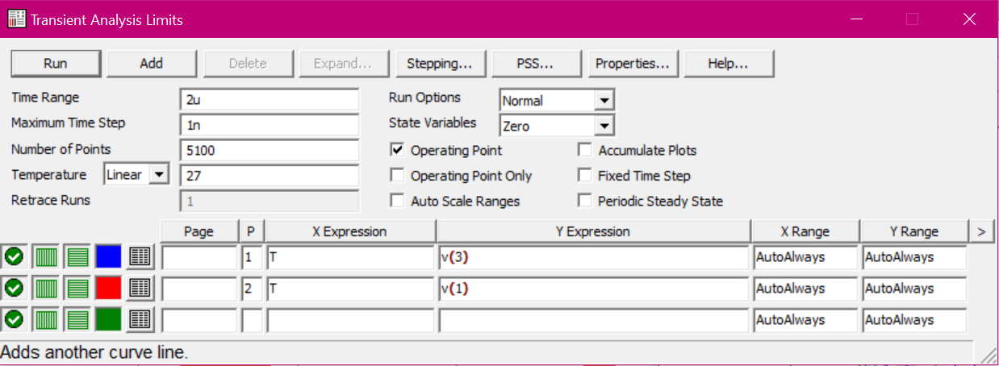 Transient Analysis Limits
Run Add Delete Expand... Stepping... PSS... Properties... Help...
Time Range 2u Run Options Normal
Maximum Time Step 1n State Variables Zero
Number of Points 5100 Operating Point Accumulate Plots
Temperature Linear 27 Operating Point Only Fixed Time Step
Retrace Runs 1 Auto Scale Ranges Periodic Steady State
Page P X Expression Y Expression X Range Y Range >
1 T v(3) AutoAlways AutoAlways
2 T v(1) AutoAlways AutoAlways
AutoAlways AutoAlways
Adds another curve line.